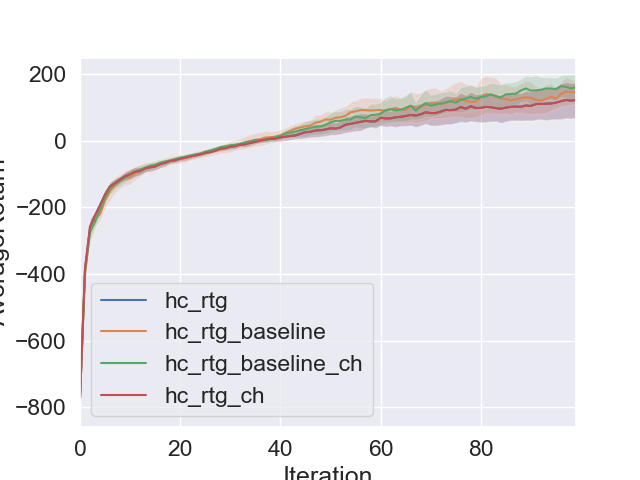 200
0
−200
−400
−600
−800
AverageReturn
hc_rtg
hc_rtg_baseline
hc_rtg_baseline_ch
hc_rtg_ch
0 20 40 60 80
Iteration